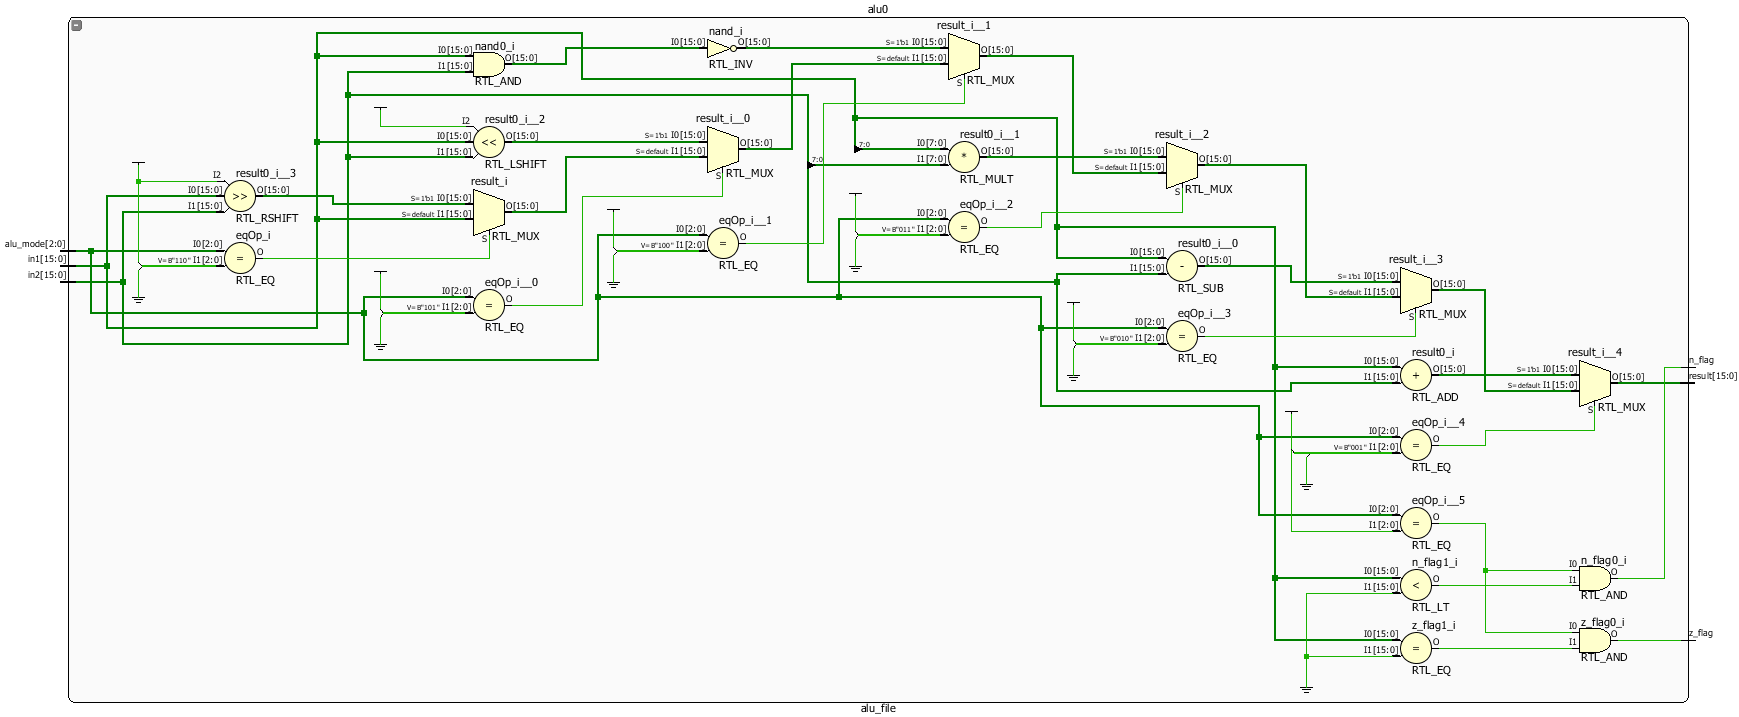 alu0
nand0_i
I0[15:0]
I1[15:0]
O[15:0]
RTL_AND
nand_i
I0[15:0]
O[15:0]
RTL_INV
result_i__1
S=1'b1 I0[15:0]
S=default I1[15:0]
O[15:0]
S
RTL_MUX
result0_i__2
I2
I0[15:0]
I1[15:0]
O[15:0]
<<
RTL_LSHIFT
result_i__0
S=1'b1 I0[15:0]
S=default I1[15:0]
O[15:0]
S
RTL_MUX
7:0
7:0
result0_i__1
I0[7:0]
I1[7:0]
O[15:0]
*
RTL_MULT
result_i__2
S=1'b1 I0[15:0]
S=default I1[15:0]
O[15:0]
S
RTL_MUX
result0_i__3
I2
I0[15:0]
I1[15:0]
O[15:0]
>>
RTL_RSHIFT
result_i
S=1'b1 I0[15:0]
S=default I1[15:0]
O[15:0]
S
RTL_MUX
alu_mode[2:0]
in1[15:0]
in2[15:0]
eqOp_i
I0[2:0]
V=B"110" I1[2:0]
O
=
RTL_EQ
eqOp_i__0
I0[2:0]
V=B"101" I1[2:0]
O
=
RTL_EQ
eqOp_i__1
I0[2:0]
V=B"100" I1[2:0]
O
=
RTL_EQ
eqOp_i__2
I0[2:0]
V=B"011" I1[2:0]
O
=
RTL_EQ
result0_i__0
I0[15:0]
I1[15:0]
O[15:0]
-
RTL_SUB
result_i__3
S=1'b1 I0[15:0]
S=default I1[15:0]
O[15:0]
S
RTL_MUX
eqOp_i__3
I0[2:0]
V=B"010" I1[2:0]
O
=
RTL_EQ
result0_i
I0[15:0]
I1[15:0]
O[15:0]
+
RTL_ADD
result_i__4
S=1'b1 I0[15:0]
S=default I1[15:0]
O[15:0]
S
RTL_MUX
n_flag
result[15:0]
eqOp_i__4
I0[2:0]
V=B"001" I1[2:0]
O
=
RTL_EQ
eqOp_i__5
I0[2:0]
I1[2:0]
O
=
RTL_EQ
n_flag1_i
I0[15:0]
I1[15:0]
O
<
RTL_LT
n_flag0_i
I0
I1
O
RTL_AND
z_flag1_i
I0[15:0]
I1[15:0]
O
=
RTL_EQ
z_flag0_i
I0
I1
O
RTL_AND
z_flag
alu_file